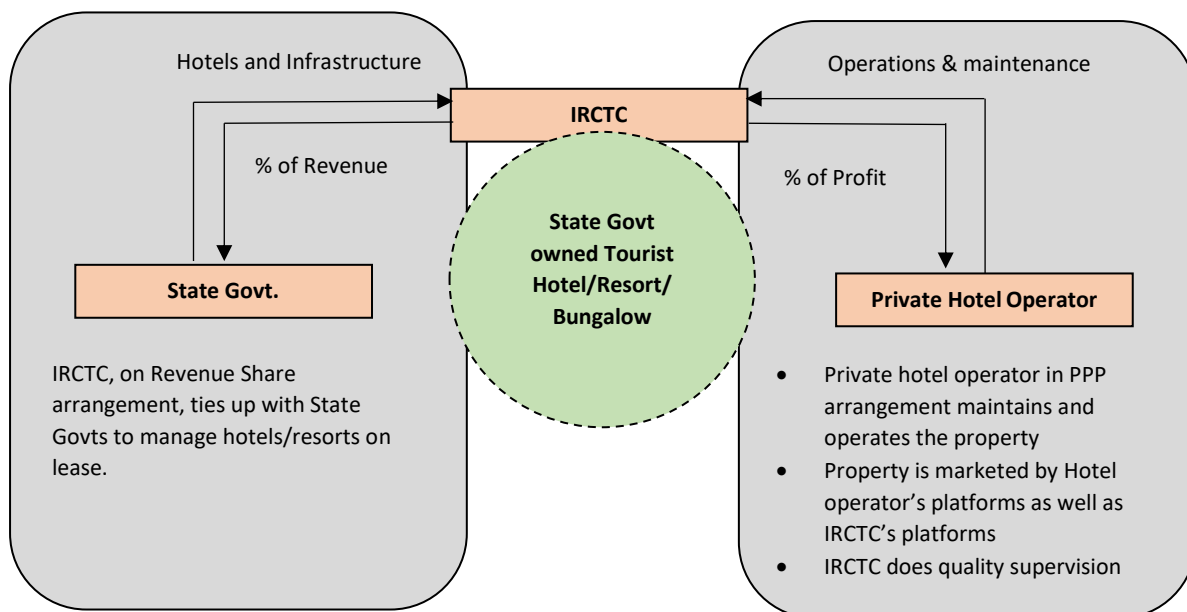 Hotels and Infrastructure
% of Revenue
State Govt.
IRCTC, on Revenue Share
arrangement, ties up with State
Govts to manage hotels/resorts on
lease.
IRCTC
State Govt
owned Tourist
Hotel/Resort/
Bungalow
Operations & maintenance
% of Profit
Private Hotel Operator
• Private hotel operator in PPP
arrangement maintains and
operates the property
• Property is marketed by Hotel
operator’s platforms as well as
IRCTC’s platforms
• IRCTC does quality supervision